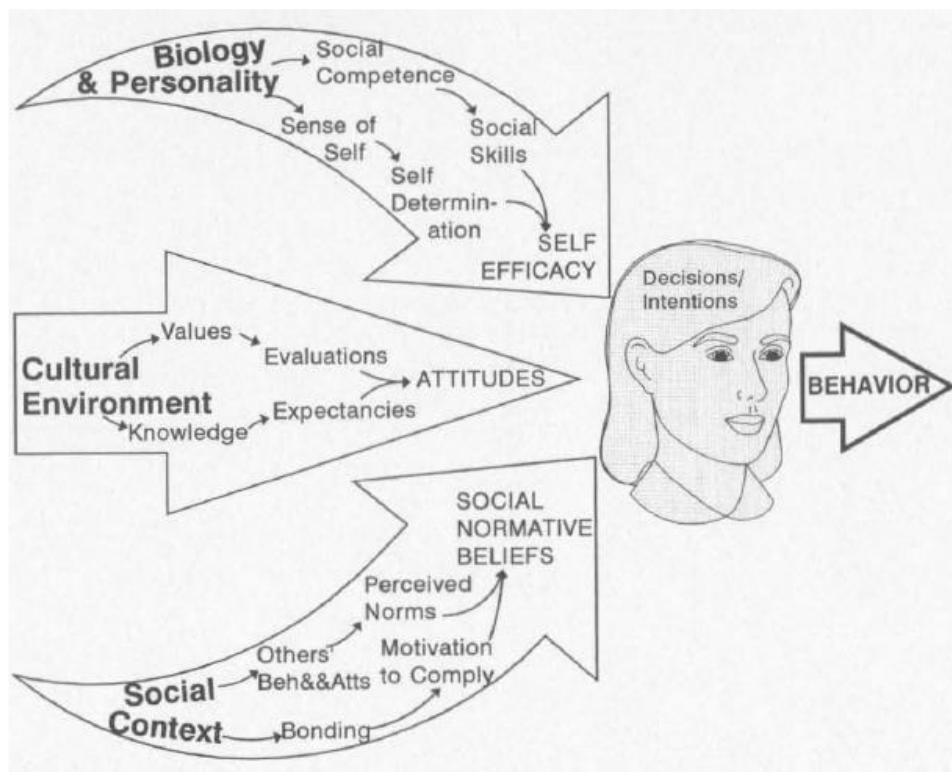 Biology
& Personality
Social
Competence
Sense of
Self
Social
Skills
Self
Determin-
ation
SELF
EFFICACY
Decisions/
Intentions
Cultural
Environment
Values
Evaluations
ATTITUDES
Knowledge
Expectancies
BEHAVIOR
SOCIAL
NORMATIVE
BELIEFS
Perceived
Norms
Others'
Beh&&Atts
Motivation
to Comply
Social
Context
Bonding